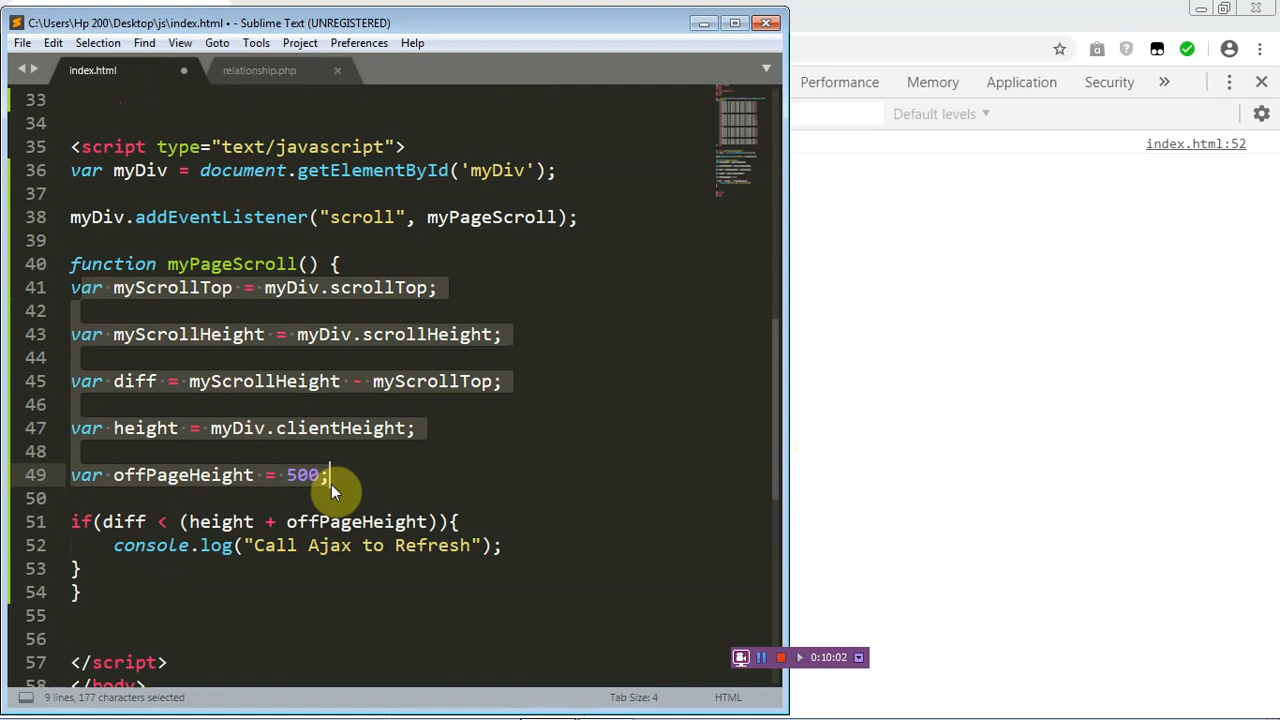 C:\Users\Hp 200\Desktop\js\index.html • - Sublime Text (UNREGISTERED)
File Edit Selection Find View Goto Tools Project Preferences Help
index.html relationship.php
Performance Memory Application Security »
Default levels
index.html:52
33
34
35 <script type="text/javascript">
36 var myDiv = document.getElementById('myDiv');
37
38 myDiv.addEventListener("scroll", myPageScroll);
39
40 function myPageScroll() {
41 var myScrollTop = myDiv.scrollTop;
42
43 var myScrollHeight = myDiv.scrollHeight;
44
45 var diff = myScrollHeight - myScrollTop;
46
47 var height = myDiv.clientHeight;
48
49 var offPageHeight = 500;
50
51 if(diff < (height + offPageHeight)){
52 console.log("Call Ajax to Refresh");
53 }
54 }
55
56
57 </script>
58 </body>
0:10:02
9 lines, 177 characters selected Tab Size: 4 HTML